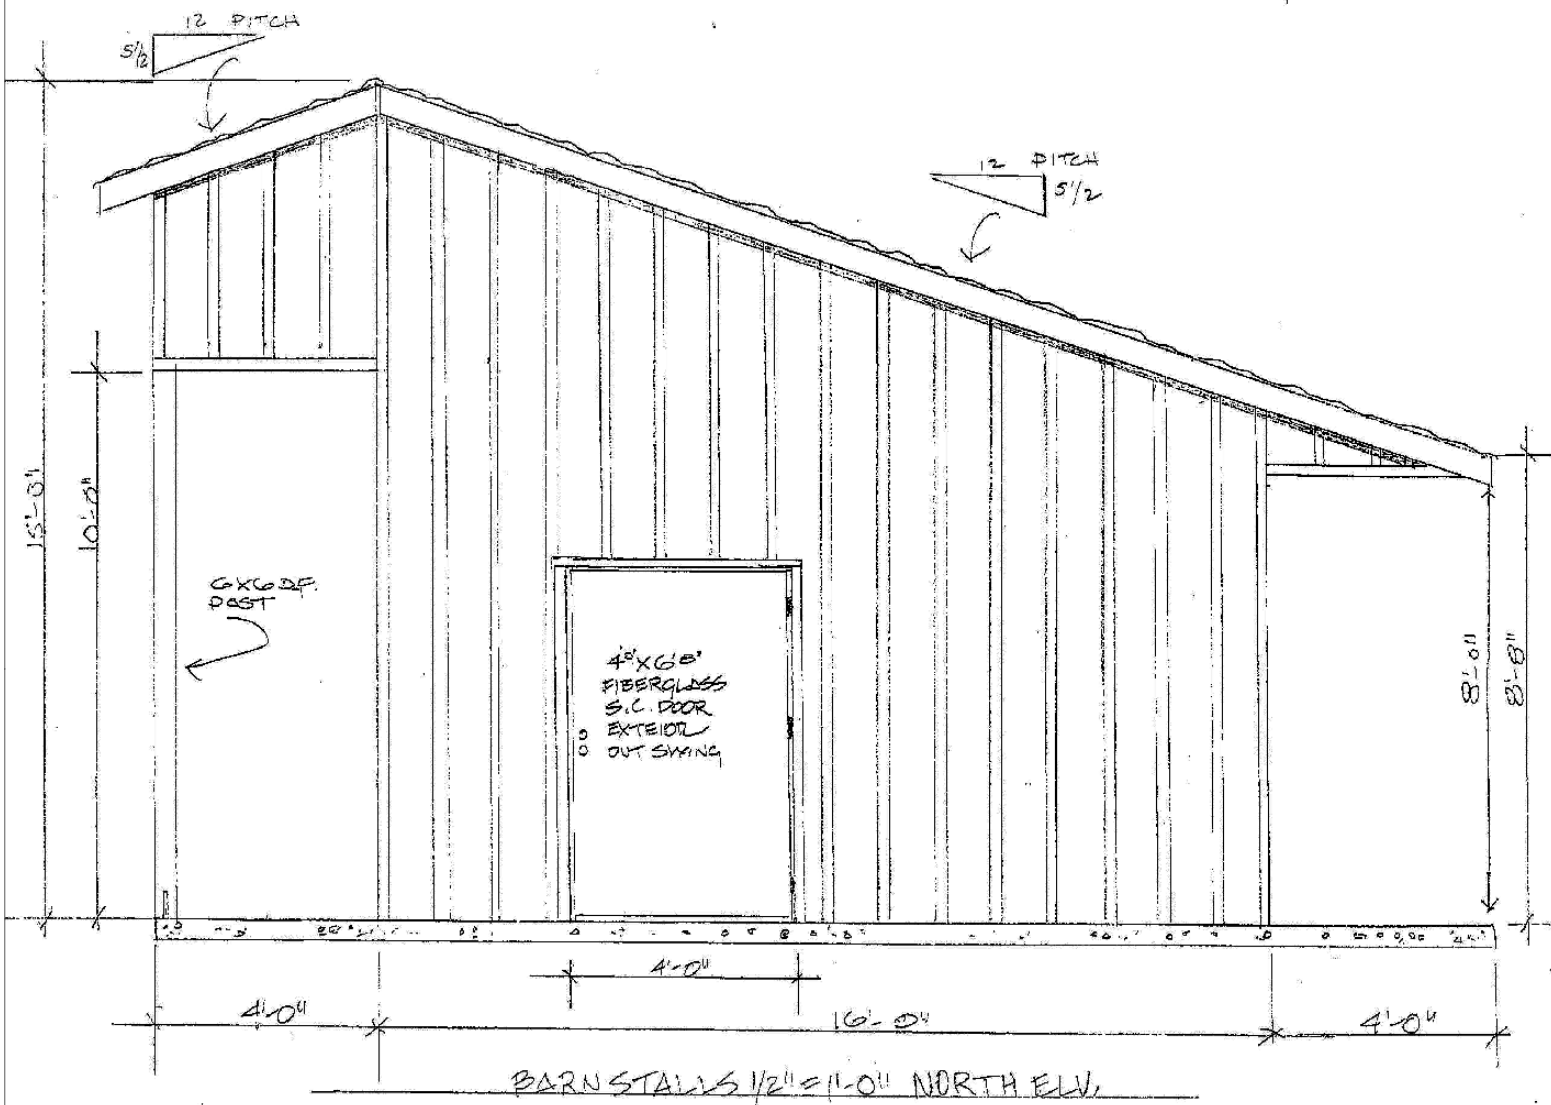 12 PITCH
5 1/2
12 PITCH
5 1/2
15'-0"
10'-0"
6X6 D.F.
POST
4'⁰"X6'8"
FIBERGLASS
S.C. DOOR
EXTEIOR
OUT SWING
8'-0"
8'-8"
4'-0"
4'-0"
16'-0"
4'-0"
BARN STALLS 1/2"=1'-0" NORTH ELV.